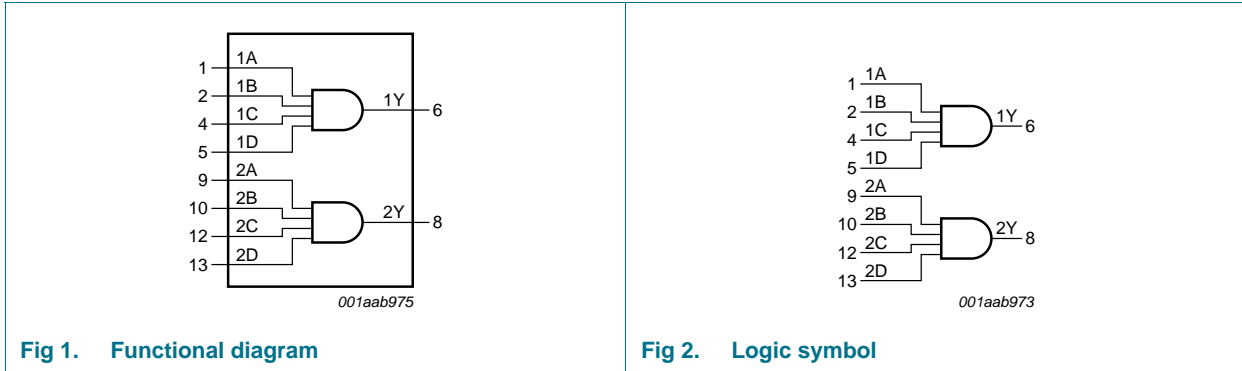 1 1A
2 1B
4 1C
5 1D
1Y 6
9 2A
10 2B
12 2C
13 2D
2Y 8
001aab975
Fig 1. Functional diagram
1 1A
2 1B
4 1C
5 1D
1Y 6
9 2A
10 2B
12 2C
13 2D
2Y 8
001aab973
Fig 2. Logic symbol